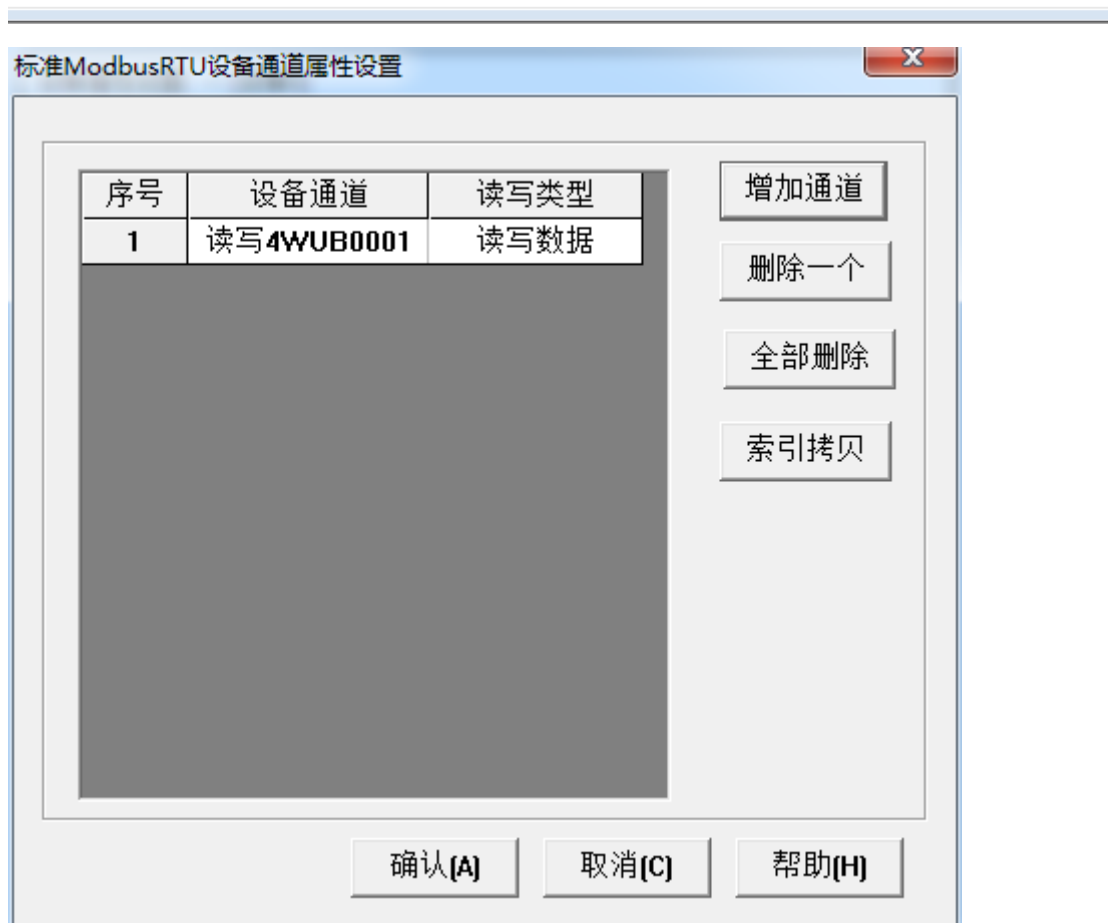 标准ModbusRTU设备通道属性设置
序号 设备通道 读写类型
1 读写4WUB0001 读写数据
增加通道
删除一个
全部删除
索引拷贝
确认(A) 取消(C) 帮助(H)